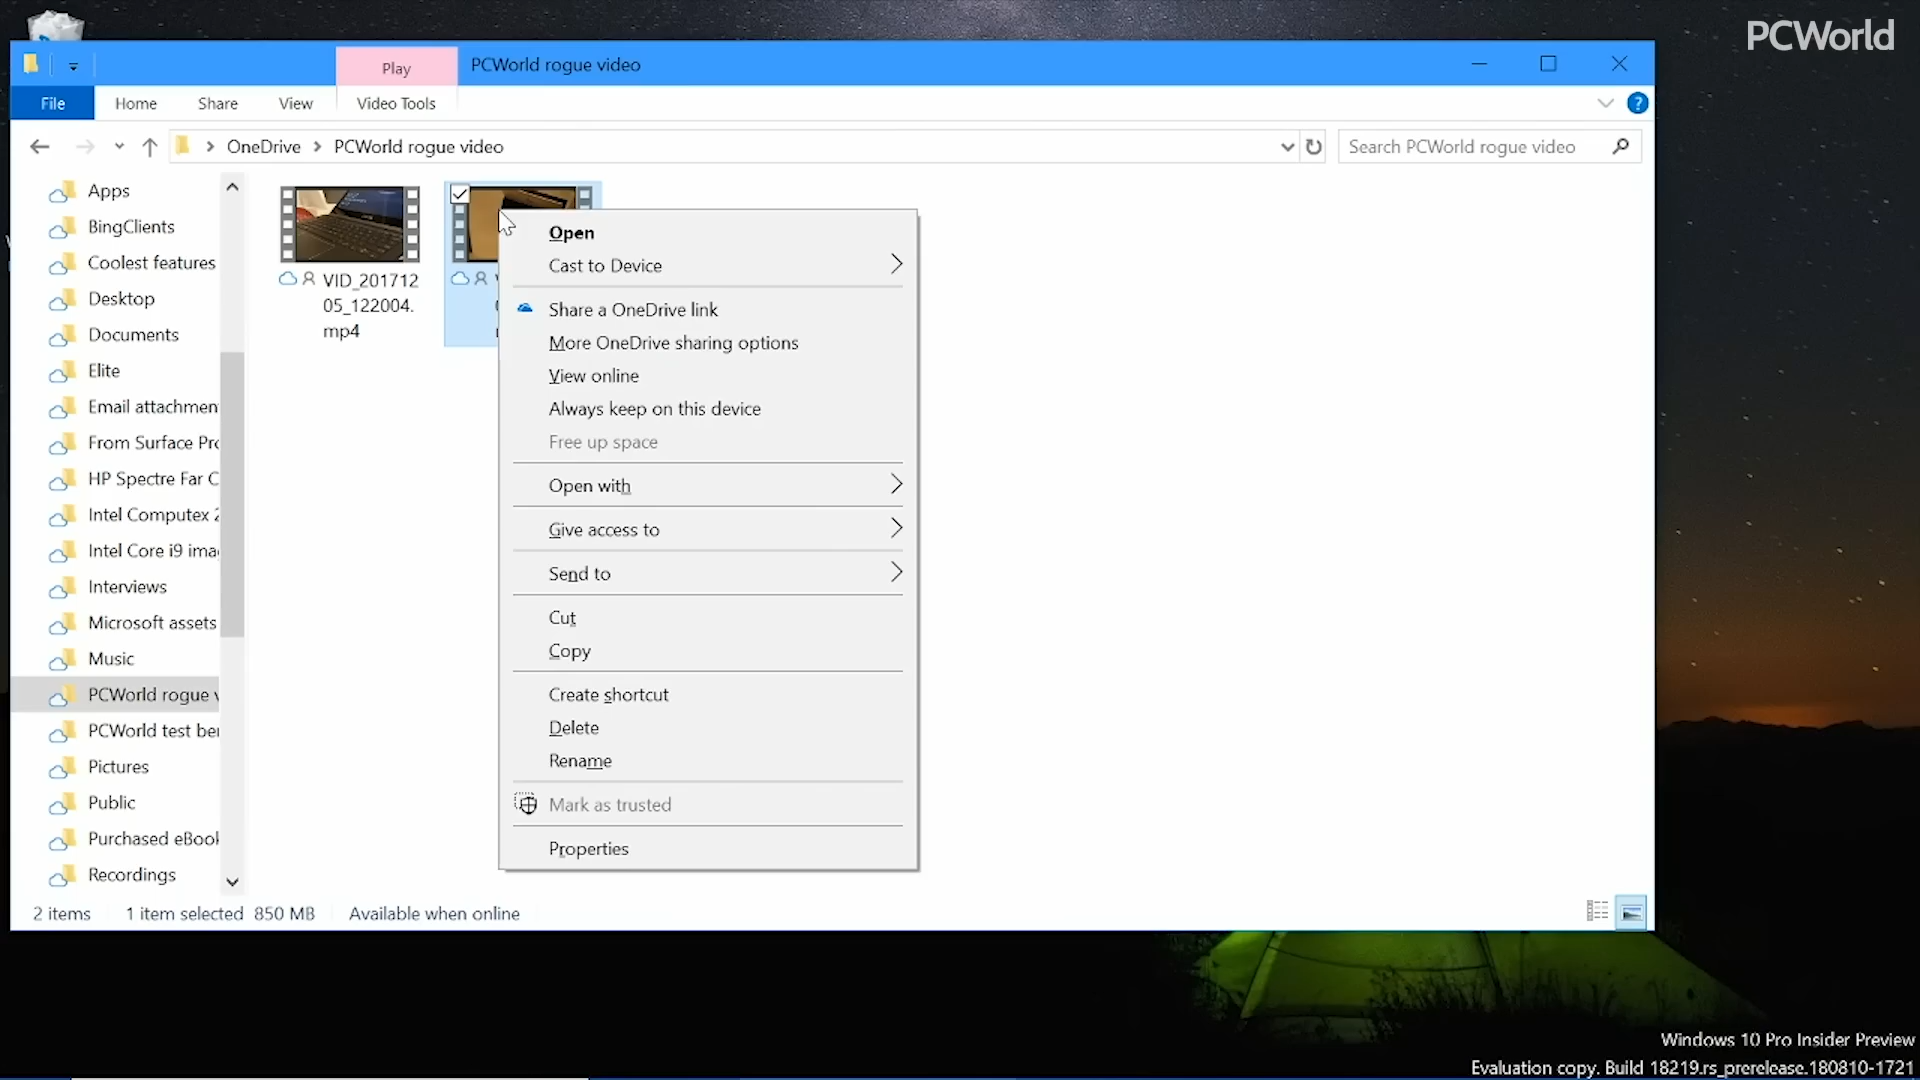 PCWorld
Play
PCWorld rogue video
File
Home
Share
View
Video Tools
OneDrive
PCWorld rogue video
Search PCWorld rogue video
Apps
BingClients
Coolest features
Desktop
Documents
Elite
Email attachmen
From Surface Pro
HP Spectre Far C
Intel Computex 2
Intel Core i9 ima
Interviews
Microsoft assets
Music
PCWorld rogue v
PCWorld test ber
Pictures
Public
Purchased eBook
Recordings
VID_201712
05_122004.
mp4
Open
Cast to Device
Share a OneDrive link
More OneDrive sharing options
View online
Always keep on this device
Free up space
Open with
Give access to
Send to
Cut
Copy
Create shortcut
Delete
Rename
Mark as trusted
Properties
2 items
1 item selected 850 MB
Available when online
Windows 10 Pro Insider Preview
Evaluation copy. Build 18219.rs_prerelease.180810-1721